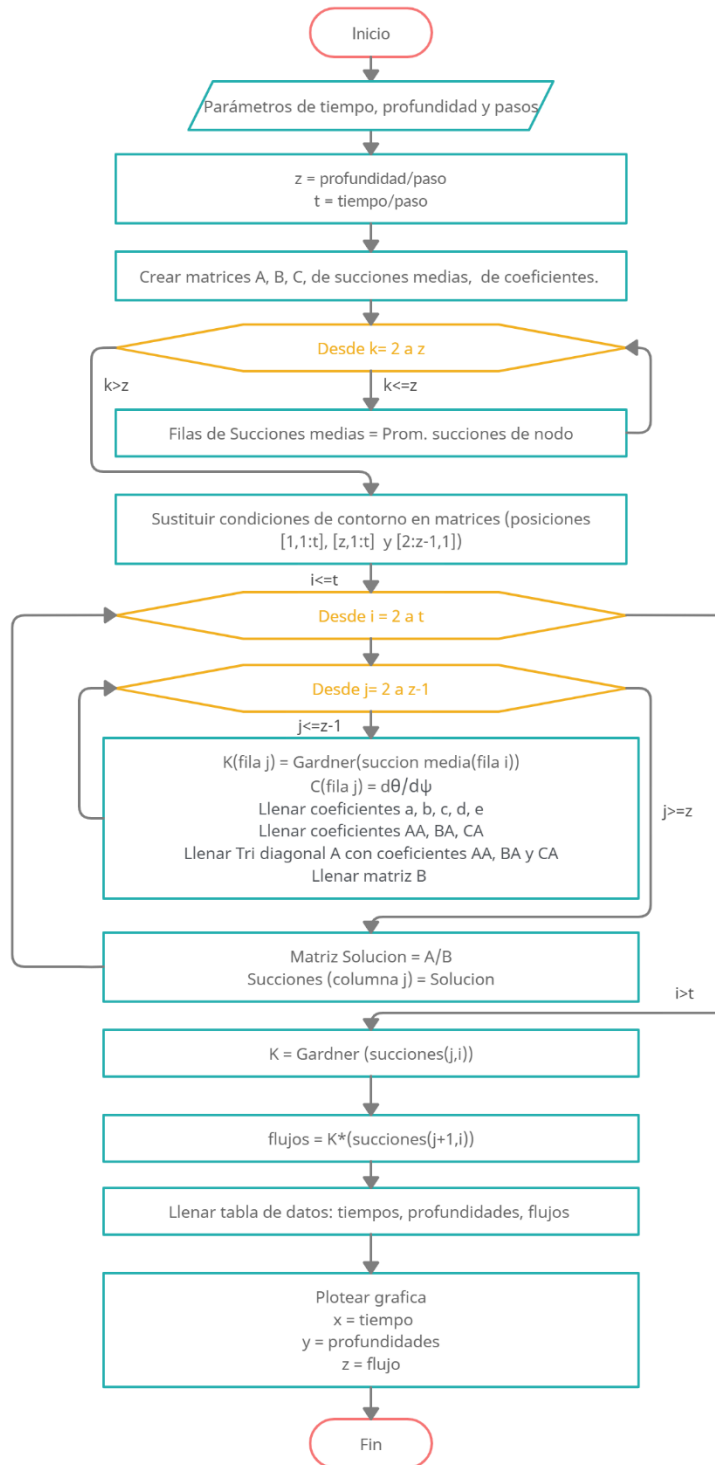 Inicio
Parámetros de tiempo, profundidad y pasos
z = profundidad/paso
t = tiempo/paso
Crear matrices A, B, C, de succiones medias,  de coeficientes.
Desde k= 2 a z
k>z
k<=z
Filas de Succiones medias = Prom. succiones de nodo
Sustituir condiciones de contorno en matrices (posiciones
[1,1:t], [z,1:t]  y [2:z-1,1])
i<=t
Desde i = 2 a t
Desde j= 2 a z-1
j<=z-1
K(fila j) = Gardner(succion media(fila i))
C(fila j) = dθ/dψ
Llenar coeficientes a, b, c, d, e
Llenar coeficientes AA, BA, CA
Llenar Tri diagonal A con coeficientes AA, BA y CA
Llenar matriz B
j>=z
Matriz Solucion = A/B
Succiones (columna j) = Solucion
i>t
K = Gardner (succiones(j,i))
flujos = K*(succiones(j+1,i))
Llenar tabla de datos: tiempos, profundidades, flujos
Plotear grafica
x = tiempo
y = profundidades
z = flujo
Fin